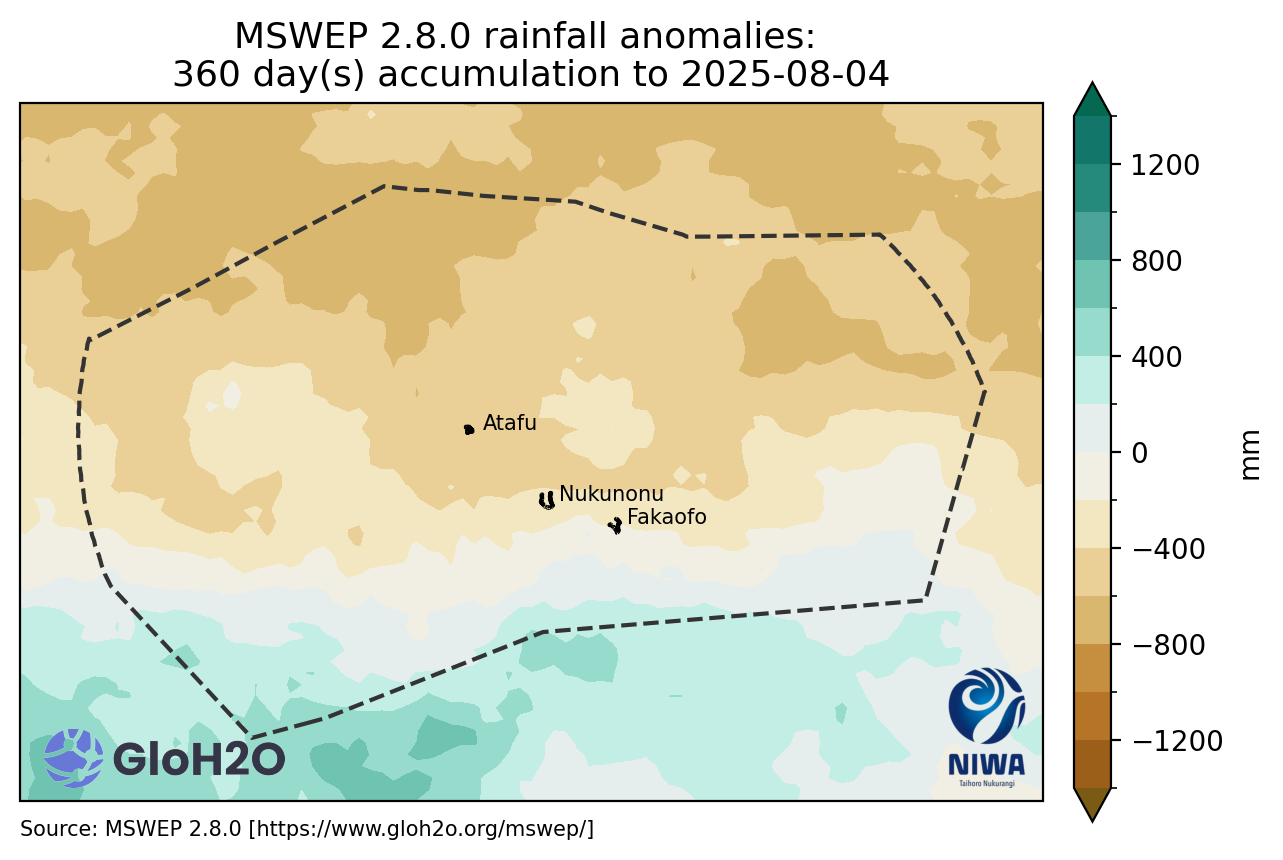 MSWEP 2.8.0 rainfall anomalies:
360 day(s) accumulation to 2025-08-04
1200
800
400
0
−400
−800
−1200
mm
Atafu
Nukunonu
Fakaofo
GloH2O
NIWA
Taihoro Nukurangi
Source: MSWEP 2.8.0 [https://www.gloh2o.org/mswep/]